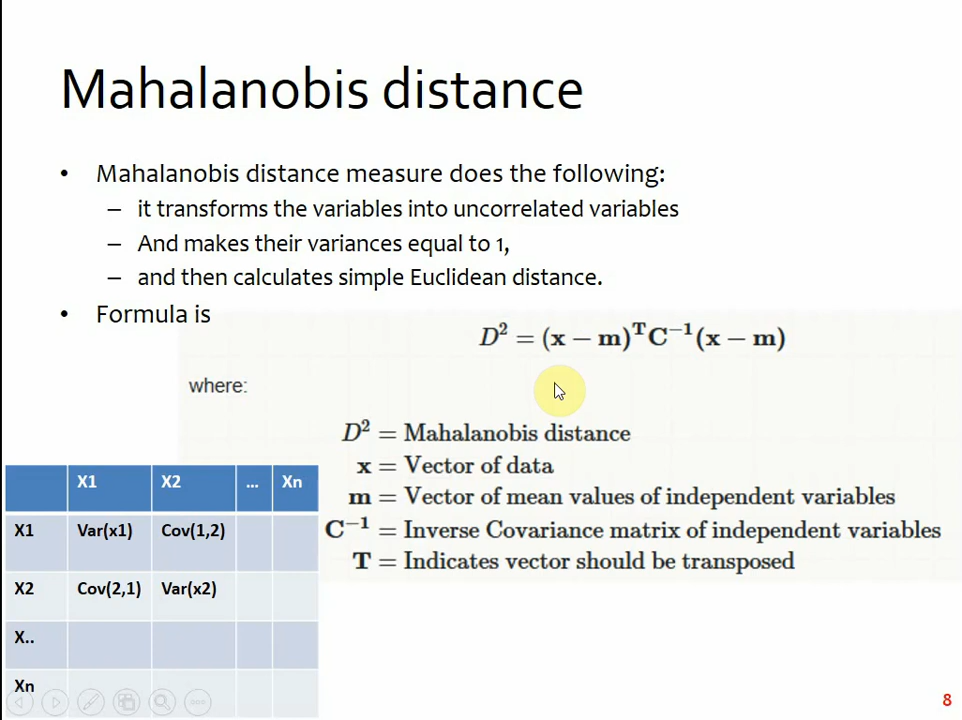 Mahalanobis distance
• Mahalanobis distance measure does the following:
– it transforms the variables into uncorrelated variables
– And makes their variances equal to 1,
– and then calculates simple Euclidean distance.
• Formula is
D² = (x − m)ᵀC⁻¹(x − m)
where:
D² = Mahalanobis distance
x = Vector of data
m = Vector of mean values of independent variables
C⁻¹ = Inverse Covariance matrix of independent variables
T = Indicates vector should be transposed
X1 X2 ... Xn
X1 Var(x1) Cov(1,2)
X2 Cov(2,1) Var(x2)
X..
Xn
8